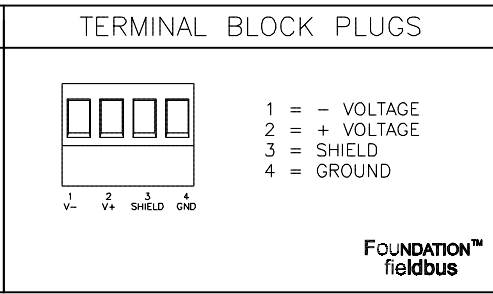 TERMINAL BLOCK PLUGS
1 = - VOLTAGE
2 = + VOLTAGE
3 = SHIELD
4 = GROUND
1 2 3 4
V- V+ SHIELD GND
FOUNDATION™
fieldbus